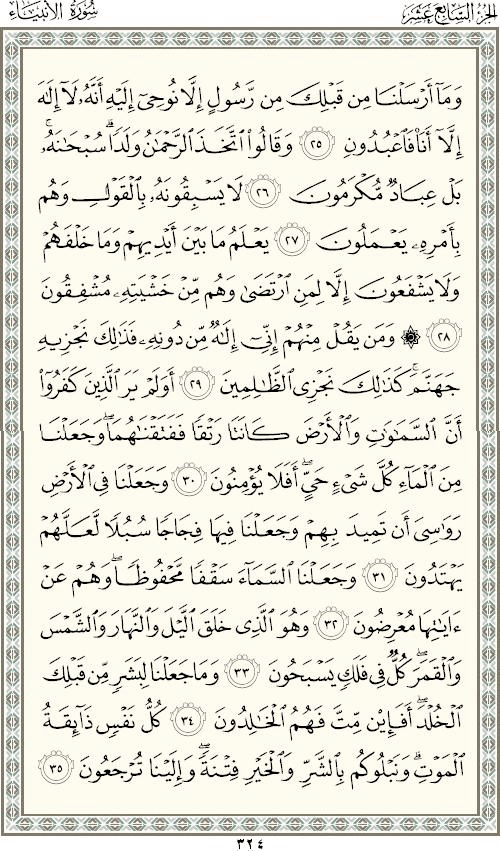 الجزء السابع عشر
سورة الأنبياء
وَمَآ أَرْسَلْنَا مِن قَبْلِكَ مِن رَّسُولٍ إِلَّا نُوحِىٓ إِلَيْهِ أَنَّهُۥ لَآ إِلَٰهَ
إِلَّآ أَنَا۠ فَٱعْبُدُونِ ٢٥ وَقَالُوا۟ ٱتَّخَذَ ٱلرَّحْمَٰنُ وَلَدًا ۗ سُبْحَٰنَهُۥ ۚ
بَلْ عِبَادٌ مُّكْرَمُونَ ٢٦ لَا يَسْبِقُونَهُۥ بِٱلْقَوْلِ وَهُم
بِأَمْرِهِۦ يَعْمَلُونَ ٢٧ يَعْلَمُ مَا بَيْنَ أَيْدِيهِمْ وَمَا خَلْفَهُمْ
وَلَا يَشْفَعُونَ إِلَّا لِمَنِ ٱرْتَضَىٰ وَهُم مِّنْ خَشْيَتِهِۦ مُشْفِقُونَ
٢٨ ۞ وَمَن يَقُلْ مِنْهُمْ إِنِّىٓ إِلَٰهٌ مِّن دُونِهِۦ فَذَٰلِكَ نَجْزِيهِ
جَهَنَّمَ ۚ كَذَٰلِكَ نَجْزِى ٱلظَّٰلِمِينَ ٢٩ أَوَلَمْ يَرَ ٱلَّذِينَ كَفَرُوٓا۟
أَنَّ ٱلسَّمَٰوَٰتِ وَٱلْأَرْضَ كَانَتَا رَتْقًا فَفَتَقْنَٰهُمَا ۖ وَجَعَلْنَا
مِنَ ٱلْمَآءِ كُلَّ شَىْءٍ حَىٍّ ۖ أَفَلَا يُؤْمِنُونَ ٣٠ وَجَعَلْنَا فِى ٱلْأَرْضِ
رَوَٰسِىَ أَن تَمِيدَ بِهِمْ وَجَعَلْنَا فِيهَا فِجَاجًا سُبُلًا لَّعَلَّهُمْ
يَهْتَدُونَ ٣١ وَجَعَلْنَا ٱلسَّمَآءَ سَقْفًا مَّحْفُوظًا ۖ وَهُمْ عَنْ
ءَايَٰتِهَا مُعْرِضُونَ ٣٢ وَهُوَ ٱلَّذِى خَلَقَ ٱلَّيْلَ وَٱلنَّهَارَ وَٱلشَّمْسَ
وَٱلْقَمَرَ ۖ كُلٌّ فِى فَلَكٍ يَسْبَحُونَ ٣٣ وَمَا جَعَلْنَا لِبَشَرٍ مِّن قَبْلِكَ
ٱلْخُلْدَ ۖ أَفَإِي۟ن مِّتَّ فَهُمُ ٱلْخَٰلِدُونَ ٣٤ كُلُّ نَفْسٍ ذَآئِقَةُ
ٱلْمَوْتِ ۗ وَنَبْلُوكُم بِٱلشَّرِّ وَٱلْخَيْرِ فِتْنَةً ۖ وَإِلَيْنَا تُرْجَعُونَ ٣٥
٣٢٤